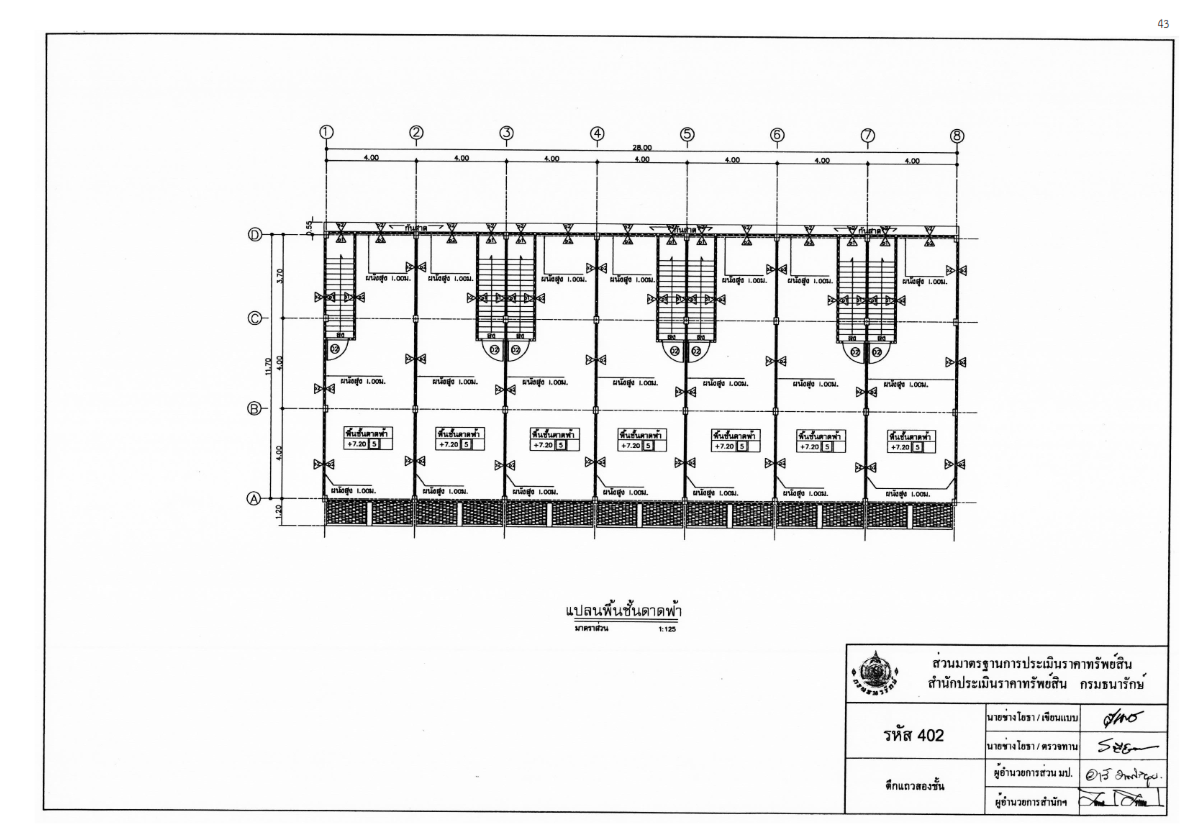 43
1 2 3 4 5 6 7 8
28.00
4.00 4.00 4.00 4.00 4.00 4.00 4.00
0.55
กันสาด กันสาด กันสาด
D
ผนังสูง 1.00ม. ผนังสูง 1.00ม. ผนังสูง 1.00ม. ผนังสูง 1.00ม. ผนังสูง 1.00ม. ผนังสูง 1.00ม. ผนังสูง 1.00ม.
3.70
C
ด2 ด2 ด2 ด2 ด2 ด2 ด2
11.70
4.00
ผนังสูง 1.00ม. ผนังสูง 1.00ม. ผนังสูง 1.00ม. ผนังสูง 1.00ม. ผนังสูง 1.00ม. ผนังสูง 1.00ม. ผนังสูง 1.00ม.
B
พื้นชั้นดาดฟ้า พื้นชั้นดาดฟ้า พื้นชั้นดาดฟ้า พื้นชั้นดาดฟ้า พื้นชั้นดาดฟ้า พื้นชั้นดาดฟ้า พื้นชั้นดาดฟ้า
+7.20 5 +7.20 5 +7.20 5 +7.20 5 +7.20 5 +7.20 5 +7.20 5
4.00
ผนังสูง 1.00ม. ผนังสูง 1.00ม. ผนังสูง 1.00ม. ผนังสูง 1.00ม. ผนังสูง 1.00ม. ผนังสูง 1.00ม. ผนังสูง 1.00ม.
A
1.20
แปลนพื้นชั้นดาดฟ้า
มาตราส่วน 1:125
กรมธนารักษ์
ส่วนมาตรฐานการประเมินราคาทรัพย์สิน
สำนักประเมินราคาทรัพย์สิน กรมธนารักษ์
รหัส 402
นายช่างโยธา / เขียนแบบ
นายช่างโยธา / ตรวจทาน
ตึกแถวสองชั้น
ผู้อำนวยการส่วน มป.
ผู้อำนวยการสำนักฯ